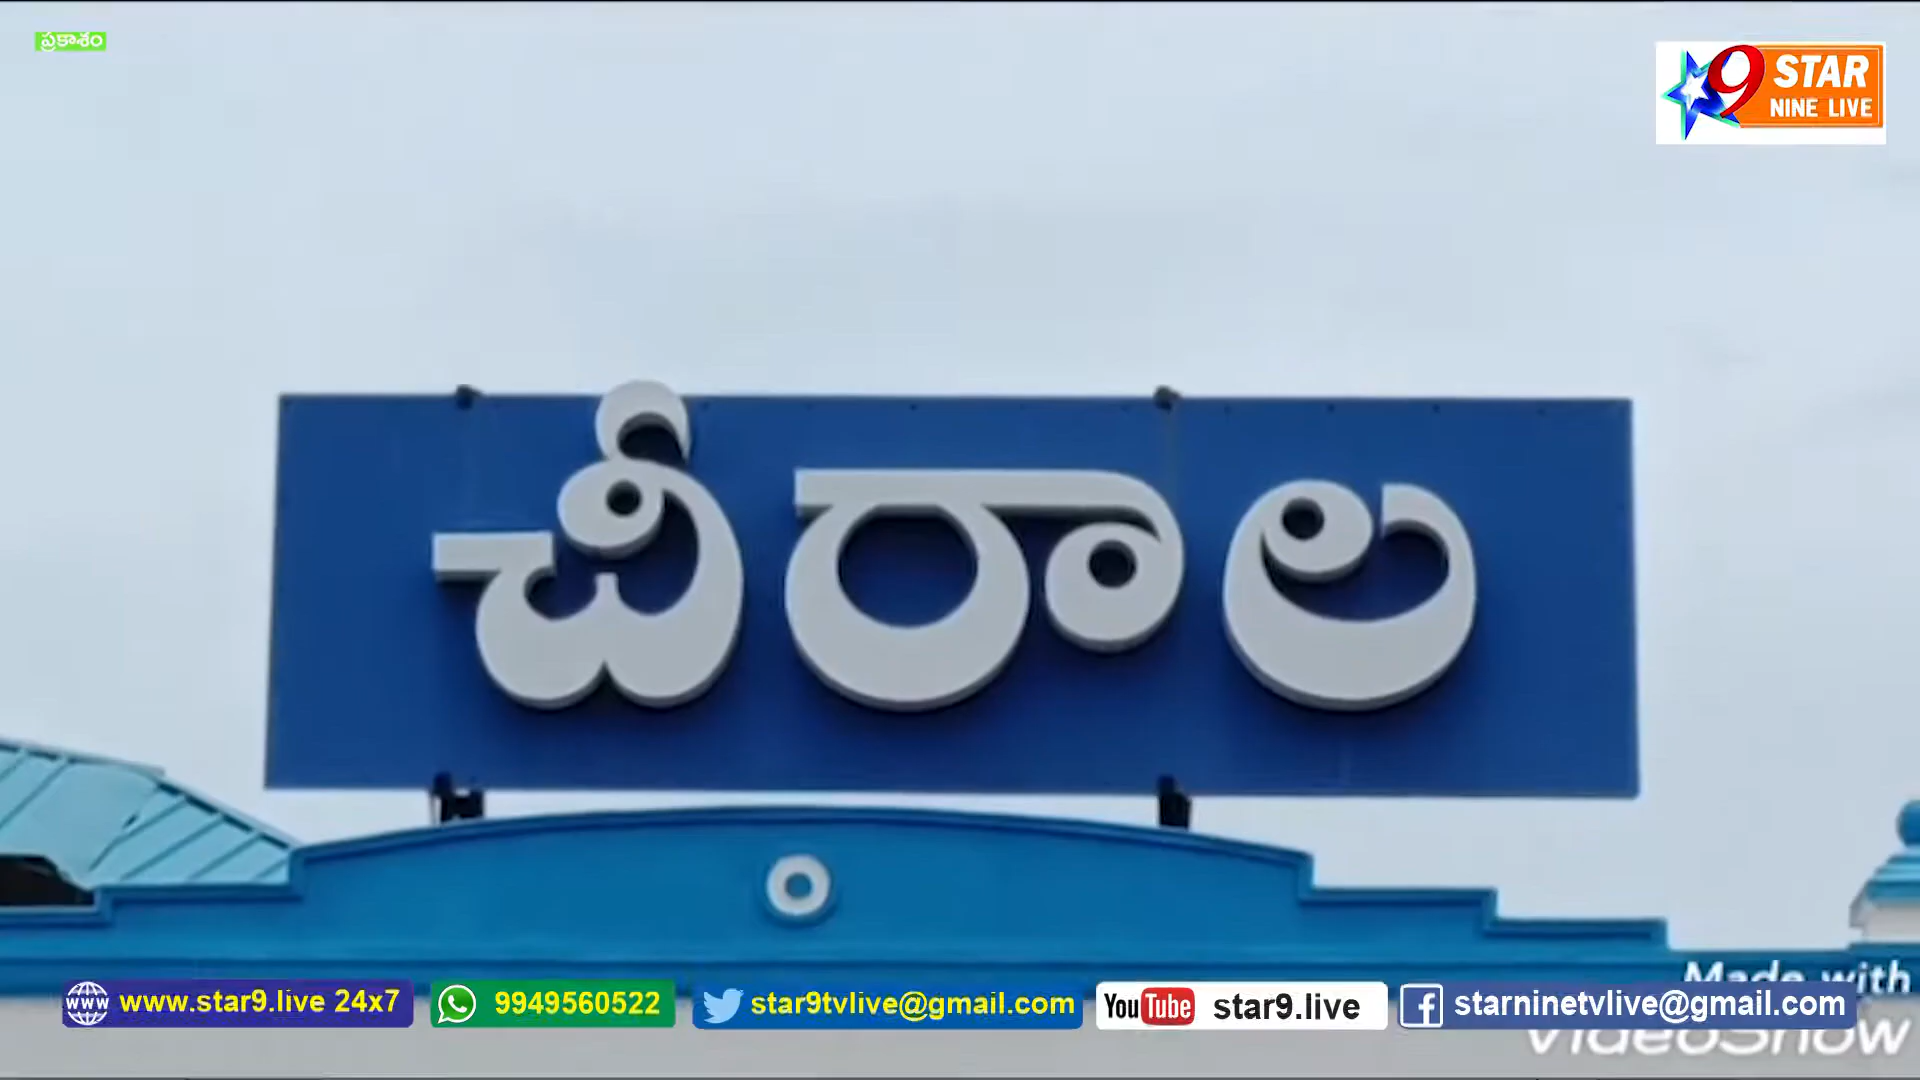 ప్రకాశం
9 STAR
NINE LIVE
చీరాల
Made with
VideoShow
www.star9.live 24x7
9949560522
star9tvlive@gmail.com
YouTube star9.live
starninetvlive@gmail.com